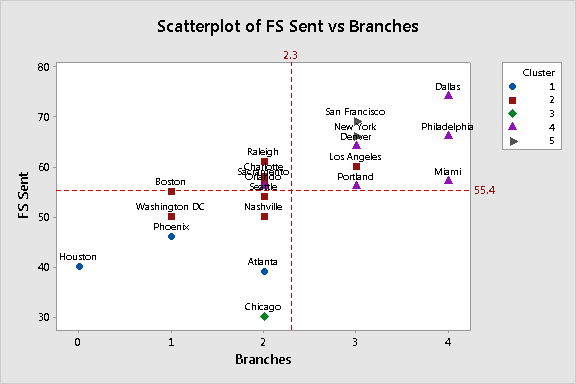 Scatterplot of FS Sent vs Branches
2.3
80
70
60
50
40
30
FS Sent
55.4
0
1
2
3
4
Branches
Cluster
1
2
3
4
5
Dallas
San Francisco
New York
Philadelphia
Denver
Raleigh
Los Angeles
Charlotte
Sacramento
Orlando
Portland
Miami
Boston
Seattle
Washington DC
Nashville
Phoenix
Houston
Atlanta
Chicago